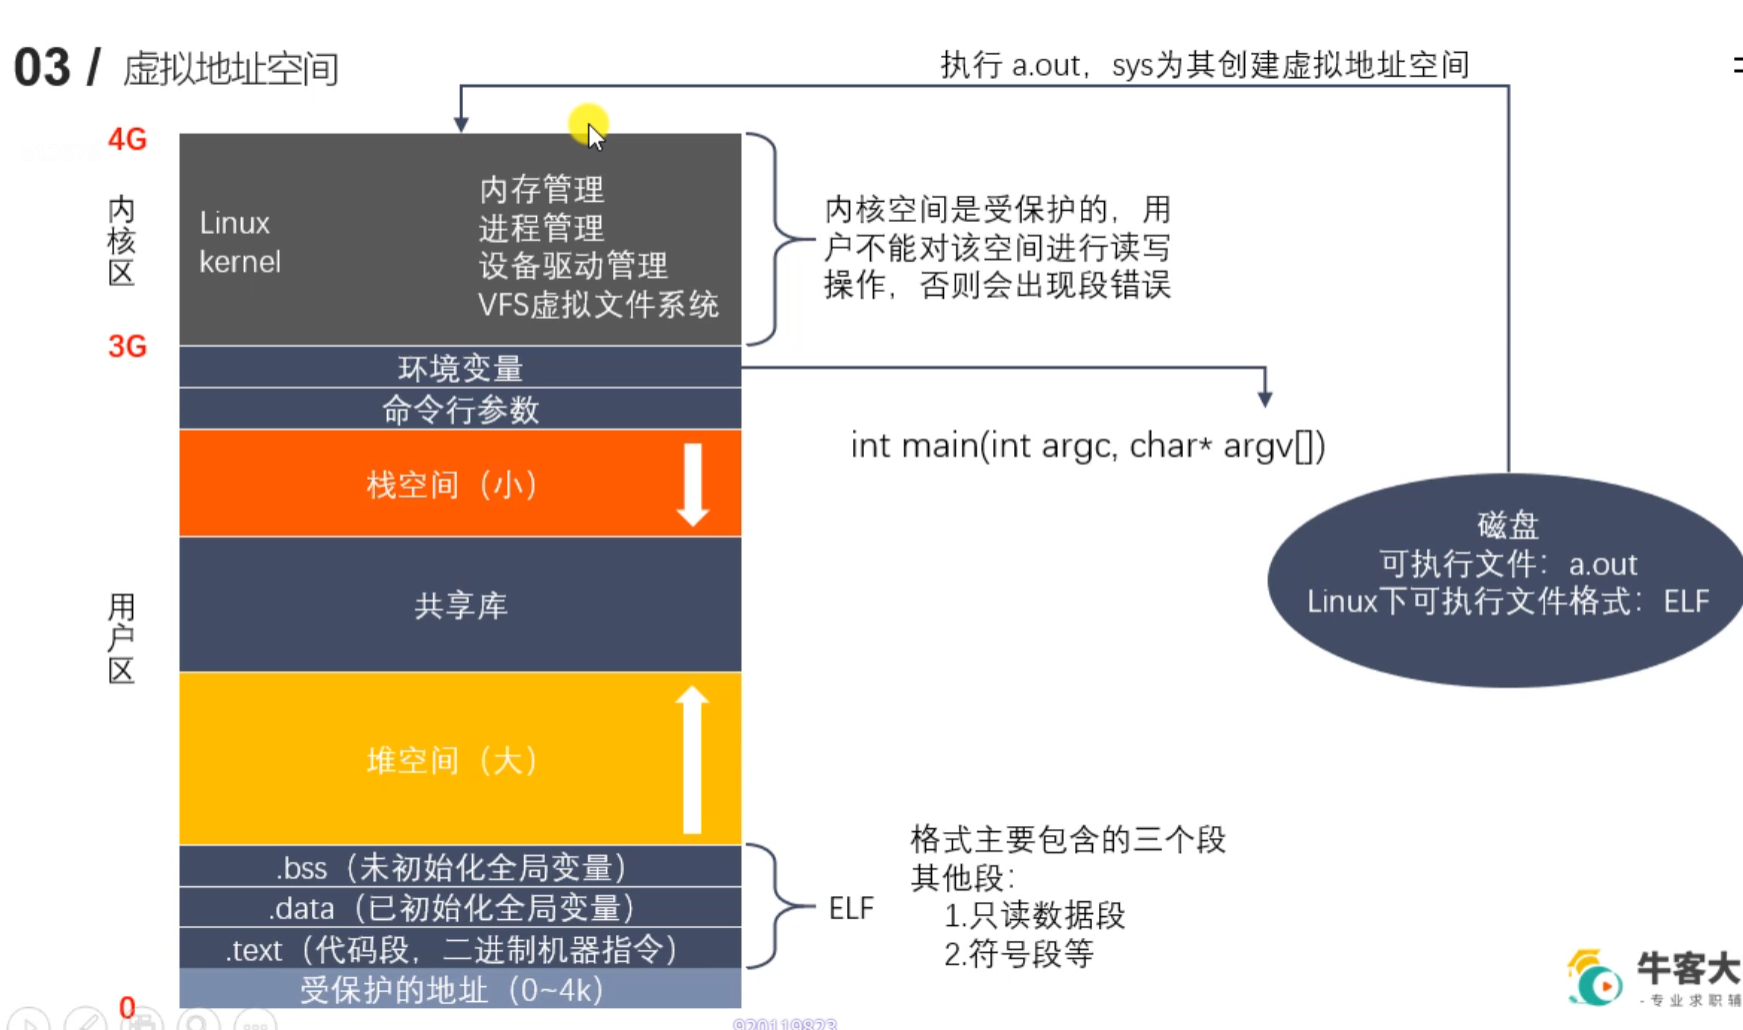 03 / 虚拟地址空间
执行 a.out，sys为其创建虚拟地址空间
4G
内核区
Linux
kernel
内存管理
进程管理
设备驱动管理
VFS虚拟文件系统
内核空间是受保护的，用
户不能对该空间进行读写
操作，否则会出现段错误
3G
环境变量
命令行参数
int main(int argc, char* argv[])
栈空间（小）
磁盘
可执行文件：a.out
Linux下可执行文件格式：ELF
用户区
共享库
堆空间（大）
.bss（未初始化全局变量）
.data（已初始化全局变量）
.text（代码段，二进制机器指令）
受保护的地址（0~4k）
0
ELF
格式主要包含的三个段
其他段：
1.只读数据段
2.符号段等
牛客大
-专业求职辅
920119823